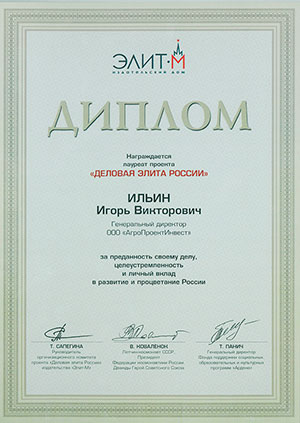 ЭЛИТ-М
ИЗДАТЕЛЬСКИЙ ДОМ
ДИПЛОМ
Награждается
лауреат проекта
«ДЕЛОВАЯ ЭЛИТА РОССИИ»
ИЛЬИН
Игорь Викторович
Генеральный директор
ООО «АгроПроектИнвест»
за преданность своему делу,
целеустремленность
и личный вклад
в развитие и процветание России
Т. САПЕГИНА
Руководитель
организационного комитета
проекта «Деловая элита России»
издательства «Элит-М»
В. КОВАЛЁНОК
Летчик-космонавт СССР,
Президент
Федерации космонавтики России,
Дважды Герой Советского Союза
Т. ПАНИЧ
Генеральный директор
Фонда поддержки социальных,
образовательных и культурных
программ